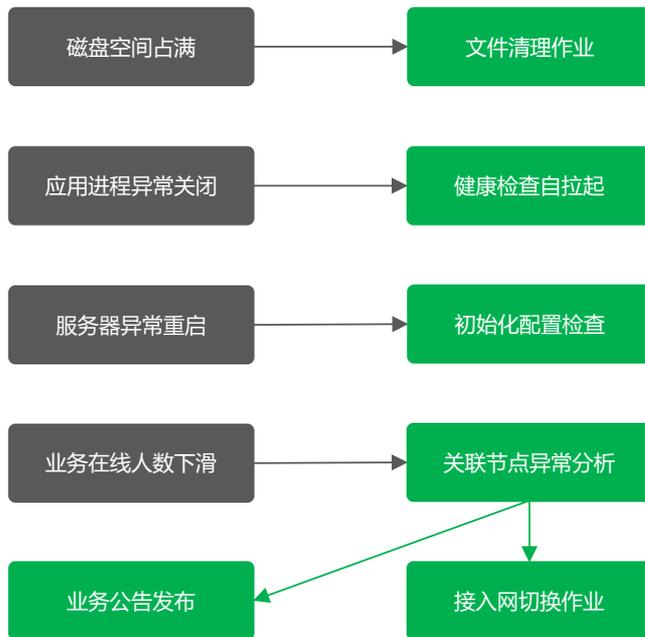 磁盘空间占满
文件清理作业
应用进程异常关闭
健康检查自拉起
服务器异常重启
初始化配置检查
业务在线人数下滑
关联节点异常分析
业务公告发布
接入网切换作业